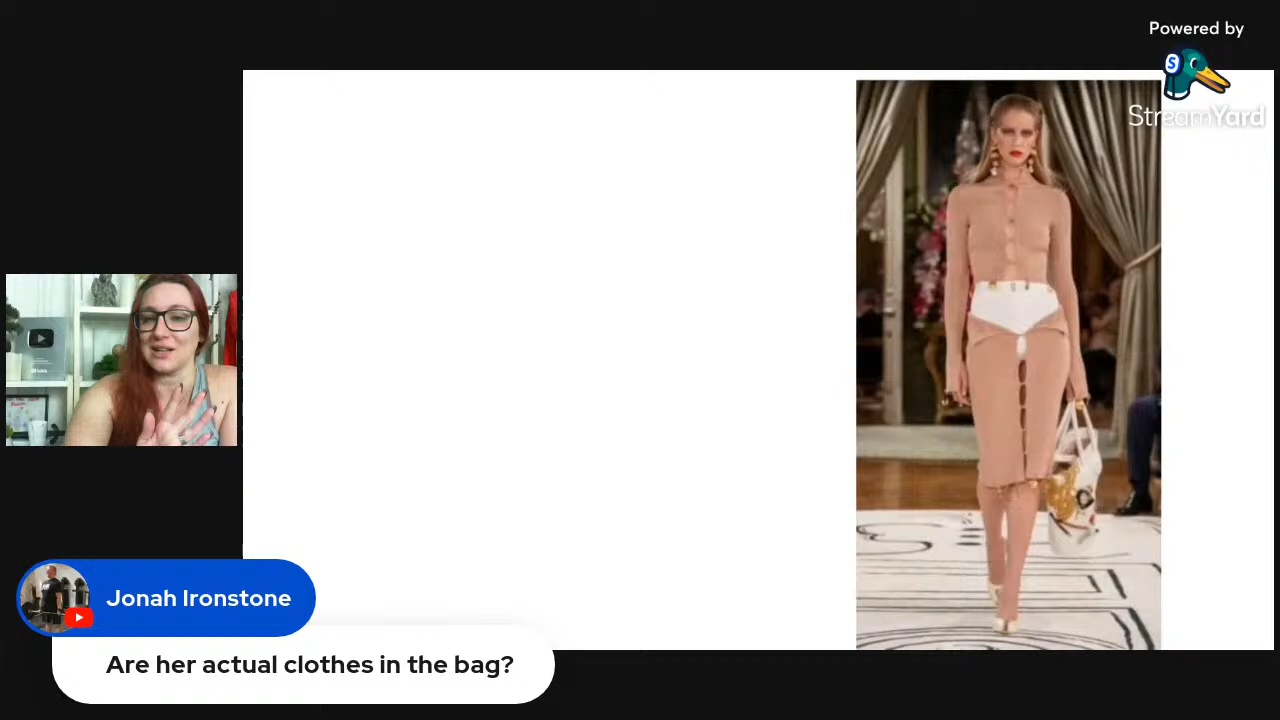 Powered by
StreamYard
Jonah Ironstone
Are her actual clothes in the bag?